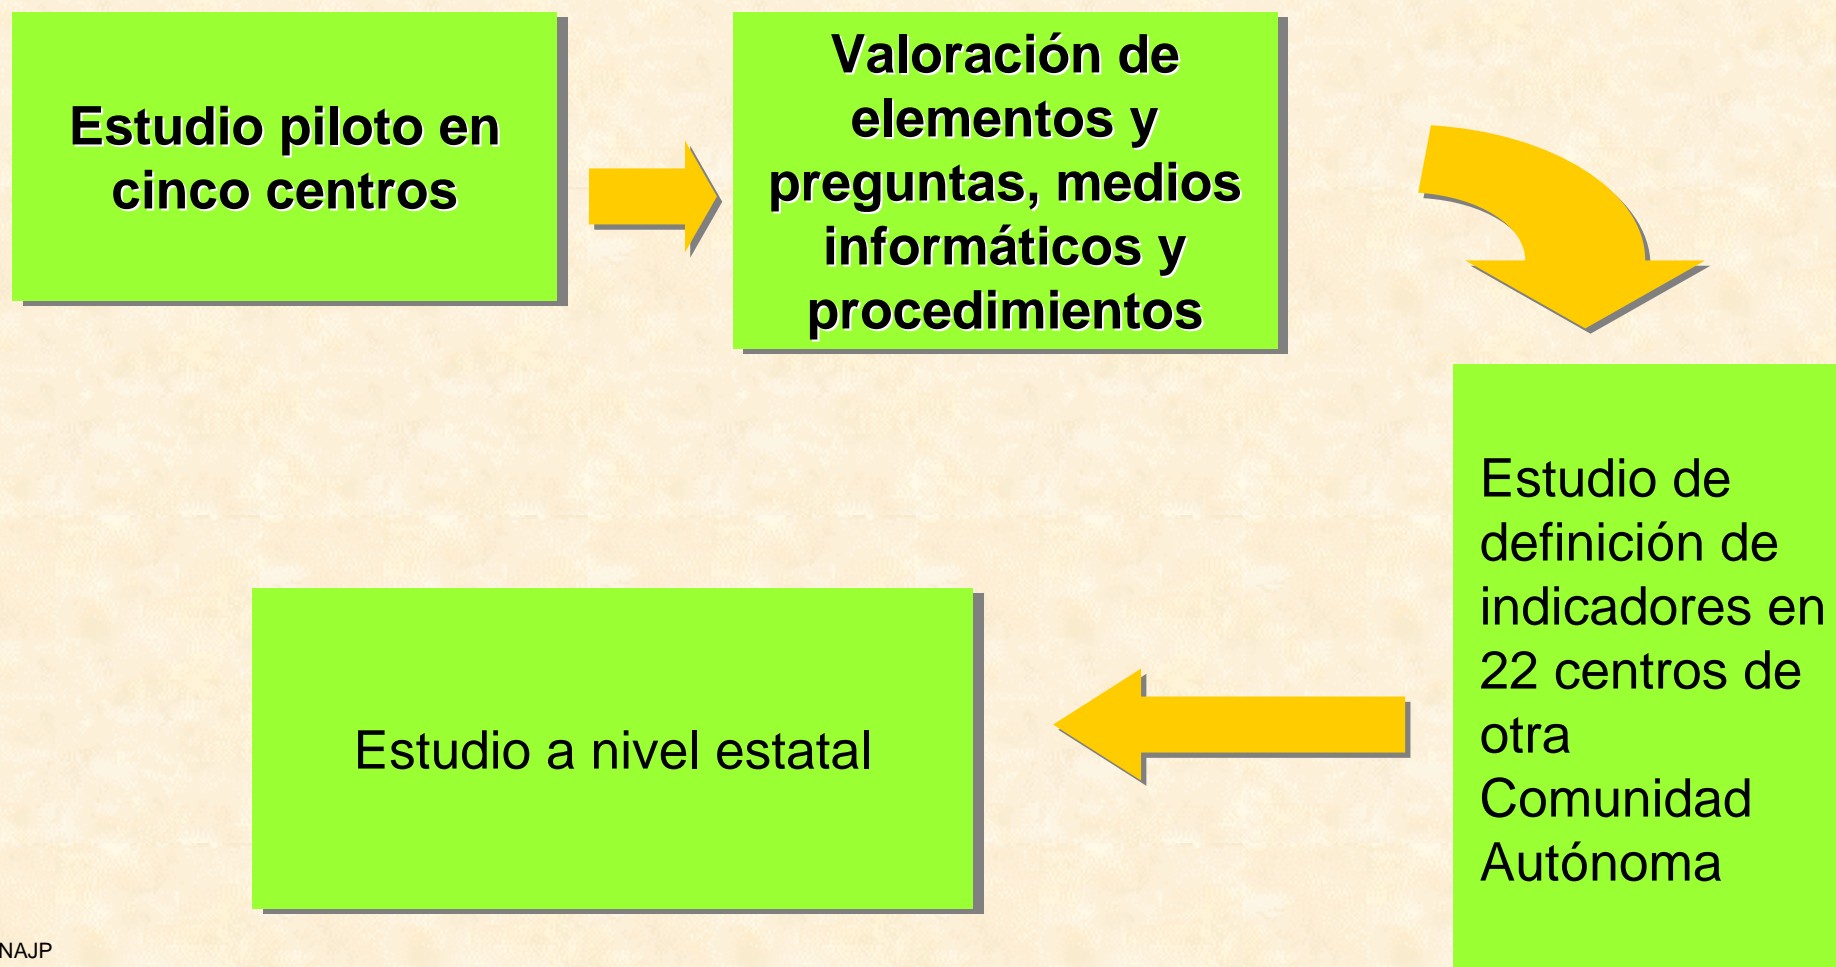 Estudio piloto en
cinco centros
Valoración de
elementos y
preguntas, medios
informáticos y
procedimientos
Estudio de
definición de
indicadores en
22 centros de
otra
Comunidad
Autónoma
Estudio a nivel estatal
NAJP